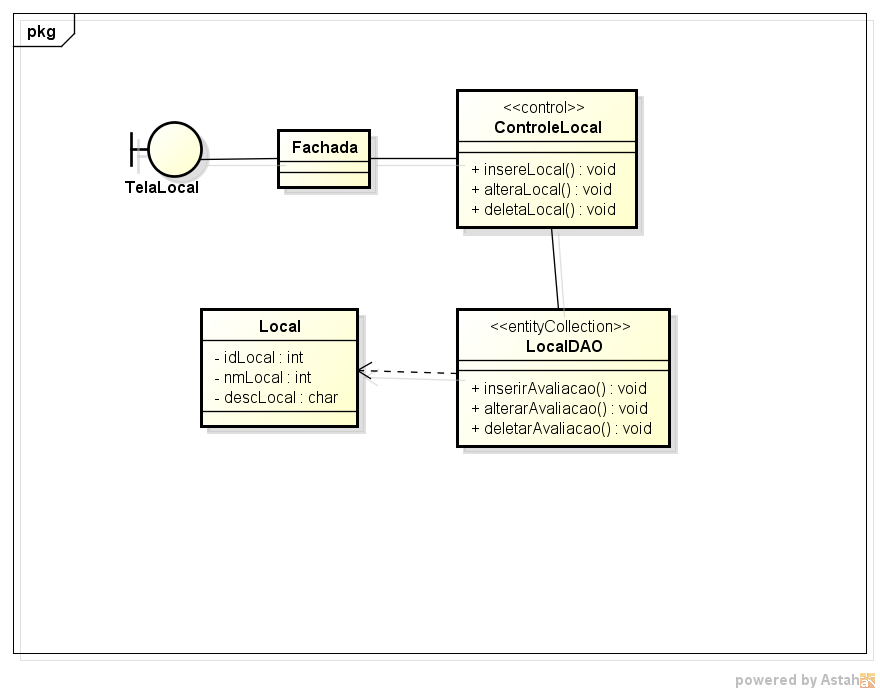 pkg
TelaLocal
Fachada
<<control>>
ControleLocal
+ insereLocal() : void
+ alteraLocal() : void
+ deletaLocal() : void
Local
- idLocal : int
- nmLocal : int
- descLocal : char
<<entityCollection>>
LocalDAO
+ inserirAvaliacao() : void
+ alterarAvaliacao() : void
+ deletarAvaliacao() : void
powered by Astah